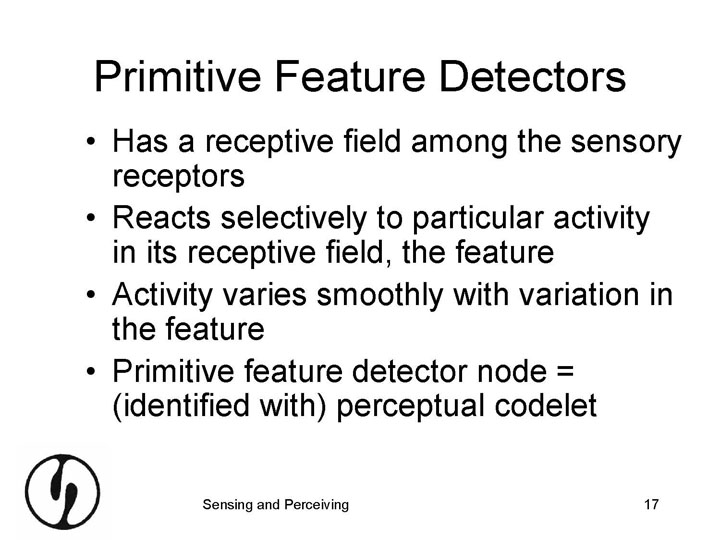 Primitive Feature Detectors
• Has a receptive field among the sensory
receptors
• Reacts selectively to particular activity
in its receptive field, the feature
• Activity varies smoothly with variation in
the feature
• Primitive feature detector node =
(identified with) perceptual codelet
Sensing and Perceiving
17